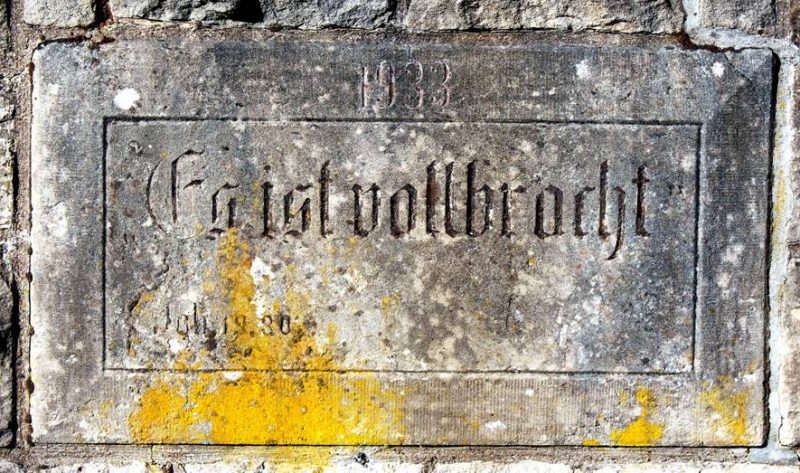 1933
„Es ist vollbracht"
Joh. 19. 30